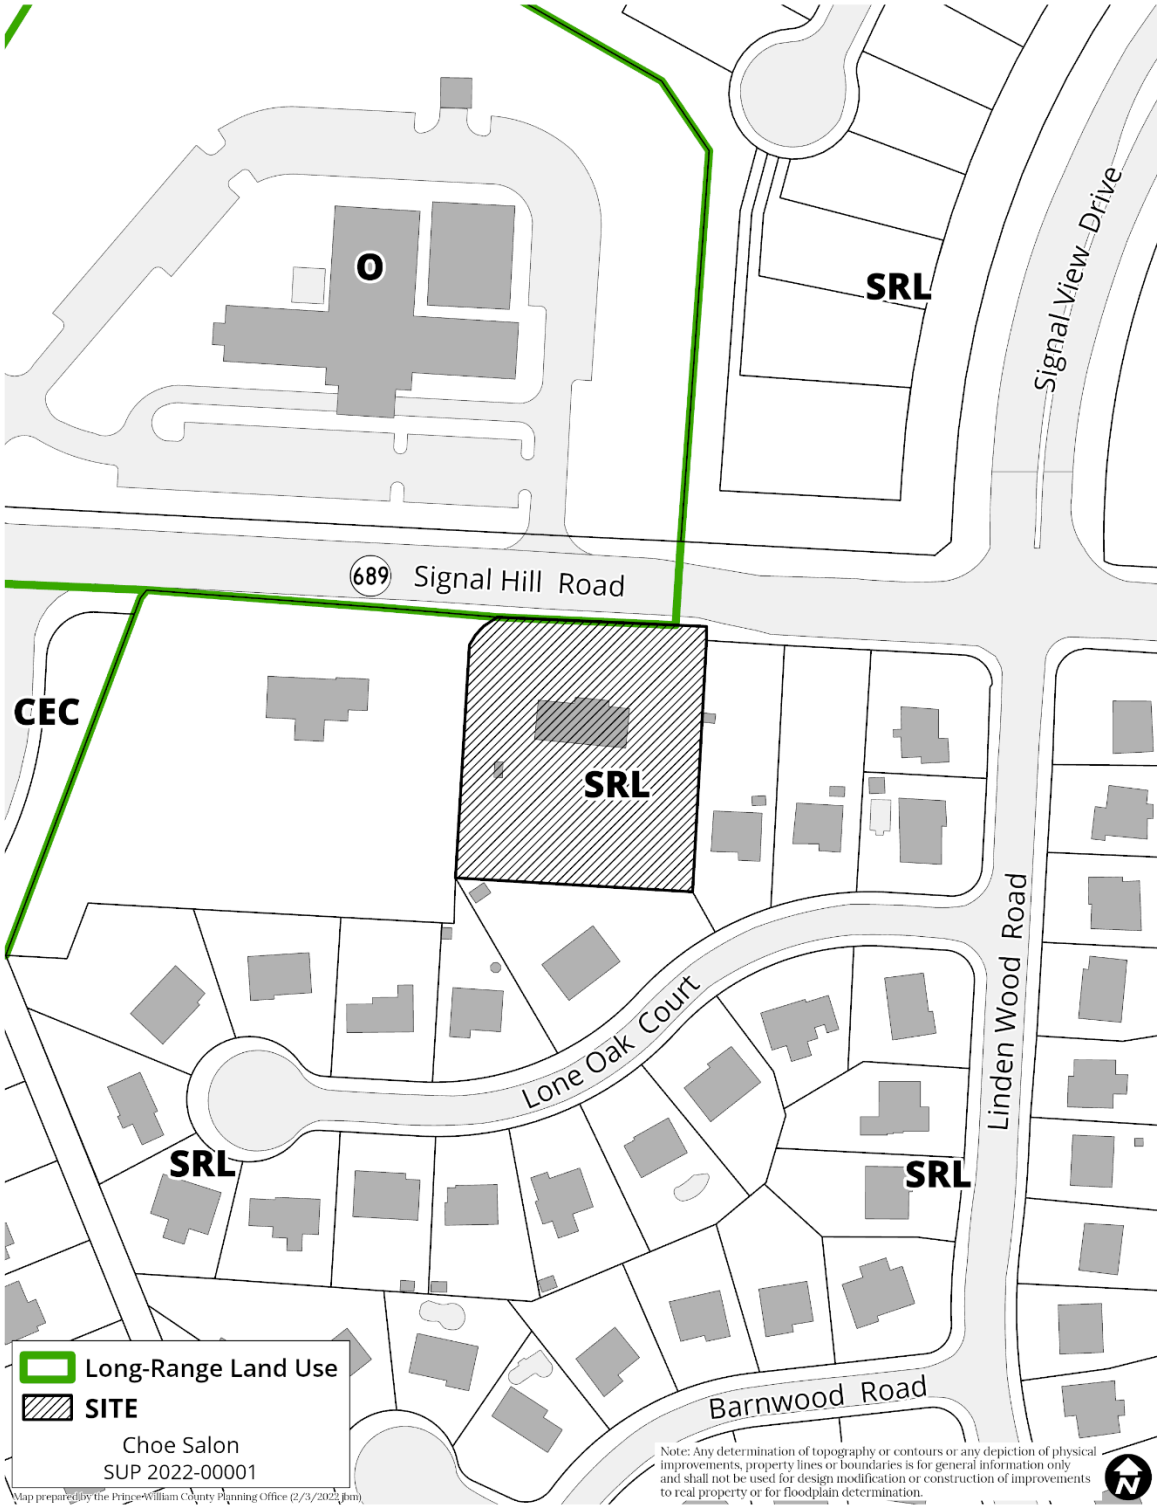 O
SRL
Signal View Drive
689 Signal Hill Road
CEC
SRL
Linden Wood Road
Lone Oak Court
SRL
SRL
Barnwood Road
Long-Range Land Use
SITE
Choe Salon
SUP 2022-00001
Map prepared by the Prince William County Planning Office (2/3/2022 jbm)
Note: Any determination of topography or contours or any depiction of physical
improvements, property lines or boundaries is for general information only
and shall not be used for design modification or construction of improvements
to real property or for floodplain determination.
N